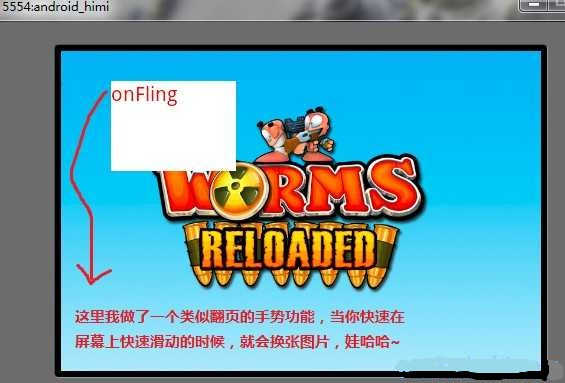 5554:android_himi
onFling
WORMS
RELOADED
这里我做了一个类似翻页的手势功能，当你快速在
屏幕上快速滑动的时候，就会换张图片，娃哈哈~